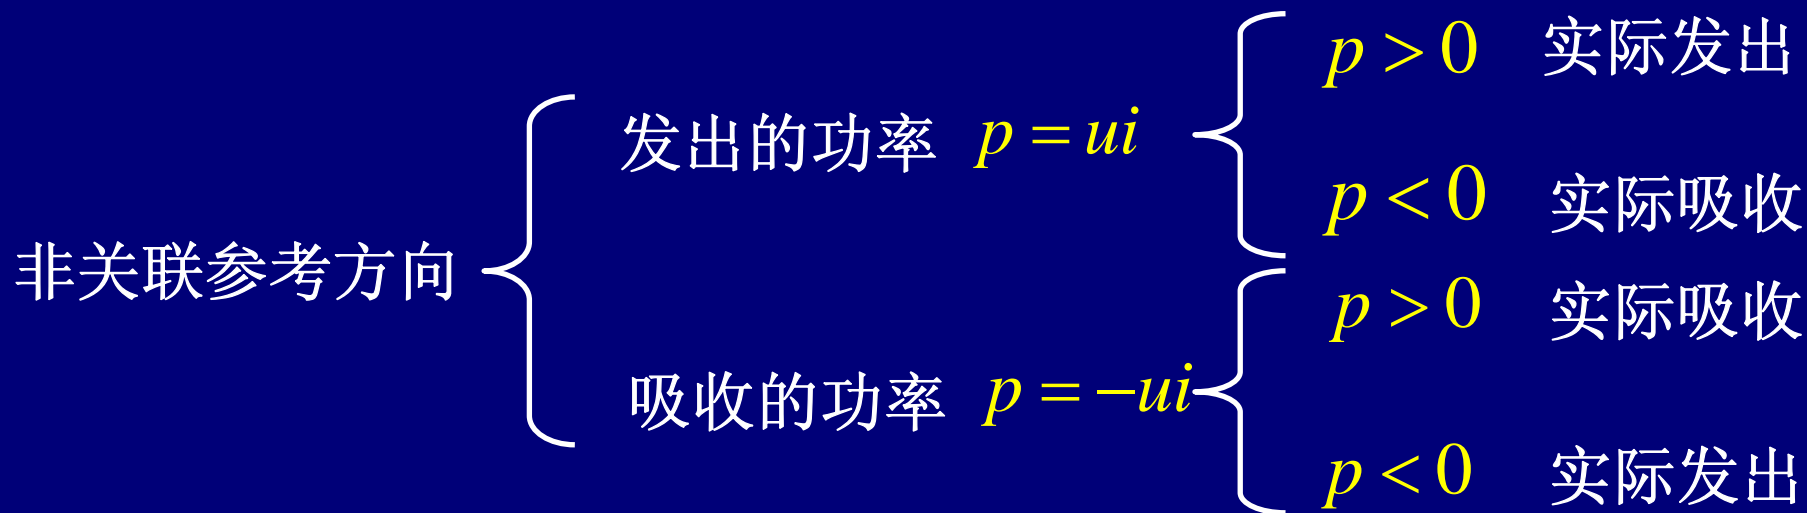 p > 0 实际发出
发出的功率 p = ui
p < 0 实际吸收
非关联参考方向
p > 0 实际吸收
吸收的功率 p = −ui
p < 0 实际发出